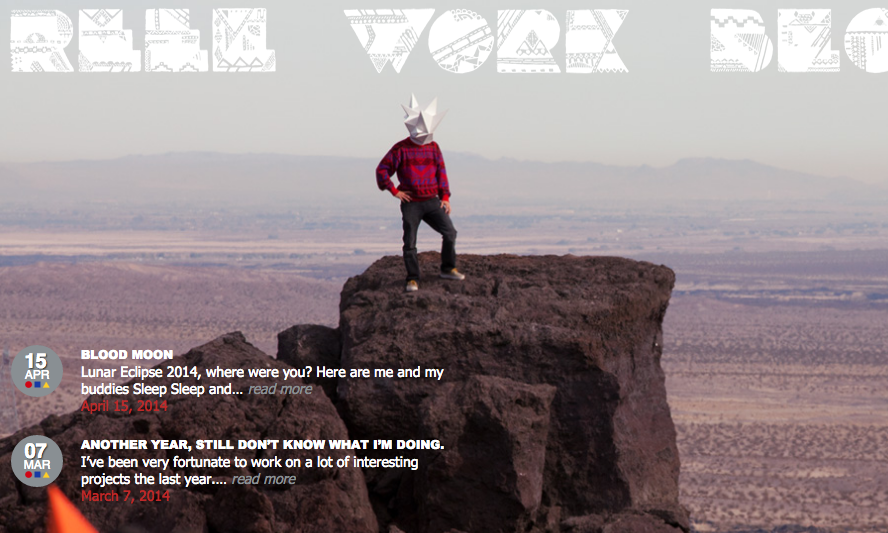 REEL WORK BLO
15
APR
BLOOD MOON
Lunar Eclipse 2014, where were you? Here are me and my
buddies Sleep Sleep and... read more
April 15, 2014
07
MAR
ANOTHER YEAR, STILL DON'T KNOW WHAT I'M DOING.
I've been very fortunate to work on a lot of interesting
projects the last year.... read more
March 7, 2014